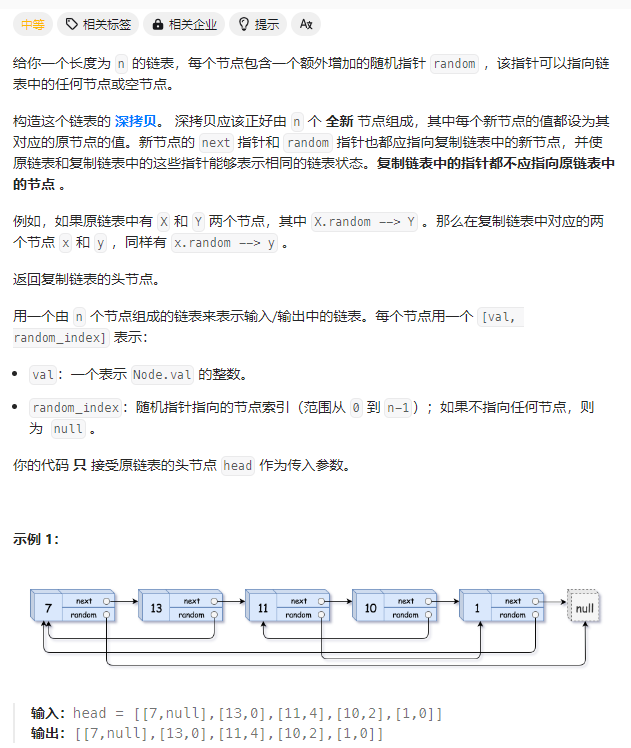 中等 相关标签 相关企业 提示 Aあ
给你一个长度为 n 的链表，每个节点包含一个额外增加的随机指针 random ，该指针可以指向链
表中的任何节点或空节点。
构造这个链表的 深拷贝。 深拷贝应该正好由 n 个 全新 节点组成，其中每个新节点的值都设为其
对应的原节点的值。新节点的 next 指针和 random 指针也都应指向复制链表中的新节点，并使
原链表和复制链表中的这些指针能够表示相同的链表状态。复制链表中的指针都不应指向原链表中
的节点 。
例如，如果原链表中有 X 和 Y 两个节点，其中 X.random --> Y 。那么在复制链表中对应的两
个节点 x 和 y ，同样有 x.random --> y 。
返回复制链表的头节点。
用一个由 n 个节点组成的链表来表示输入/输出中的链表。每个节点用一个 [val,
random_index] 表示：
val：一个表示 Node.val 的整数。
random_index：随机指针指向的节点索引（范围从 0 到 n-1）；如果不指向任何节点，则
为 null 。
你的代码 只 接受原链表的头节点 head 作为传入参数。
示例 1：
7 next random 13 next random 11 next random 10 next random 1 next random null
输入：head = [[7,null],[13,0],[11,4],[10,2],[1,0]]
输出：[[7,null],[13,0],[11,4],[10,2],[1,0]]